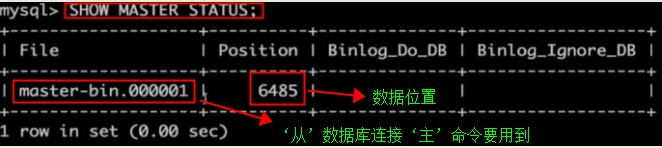 mysql> SHOW MASTER STATUS;
+-------------------+----------+--------------+------------------+
| File | Position | Binlog_Do_DB | Binlog_Ignore_DB |
+-------------------+----------+--------------+------------------+
| master-bin.000001 | 6485 | | |
+-------------------+----------+--------------+------------------+
数据位置
1 row in set (0.00 sec) ‘从’数据库连接‘主’命令要用到